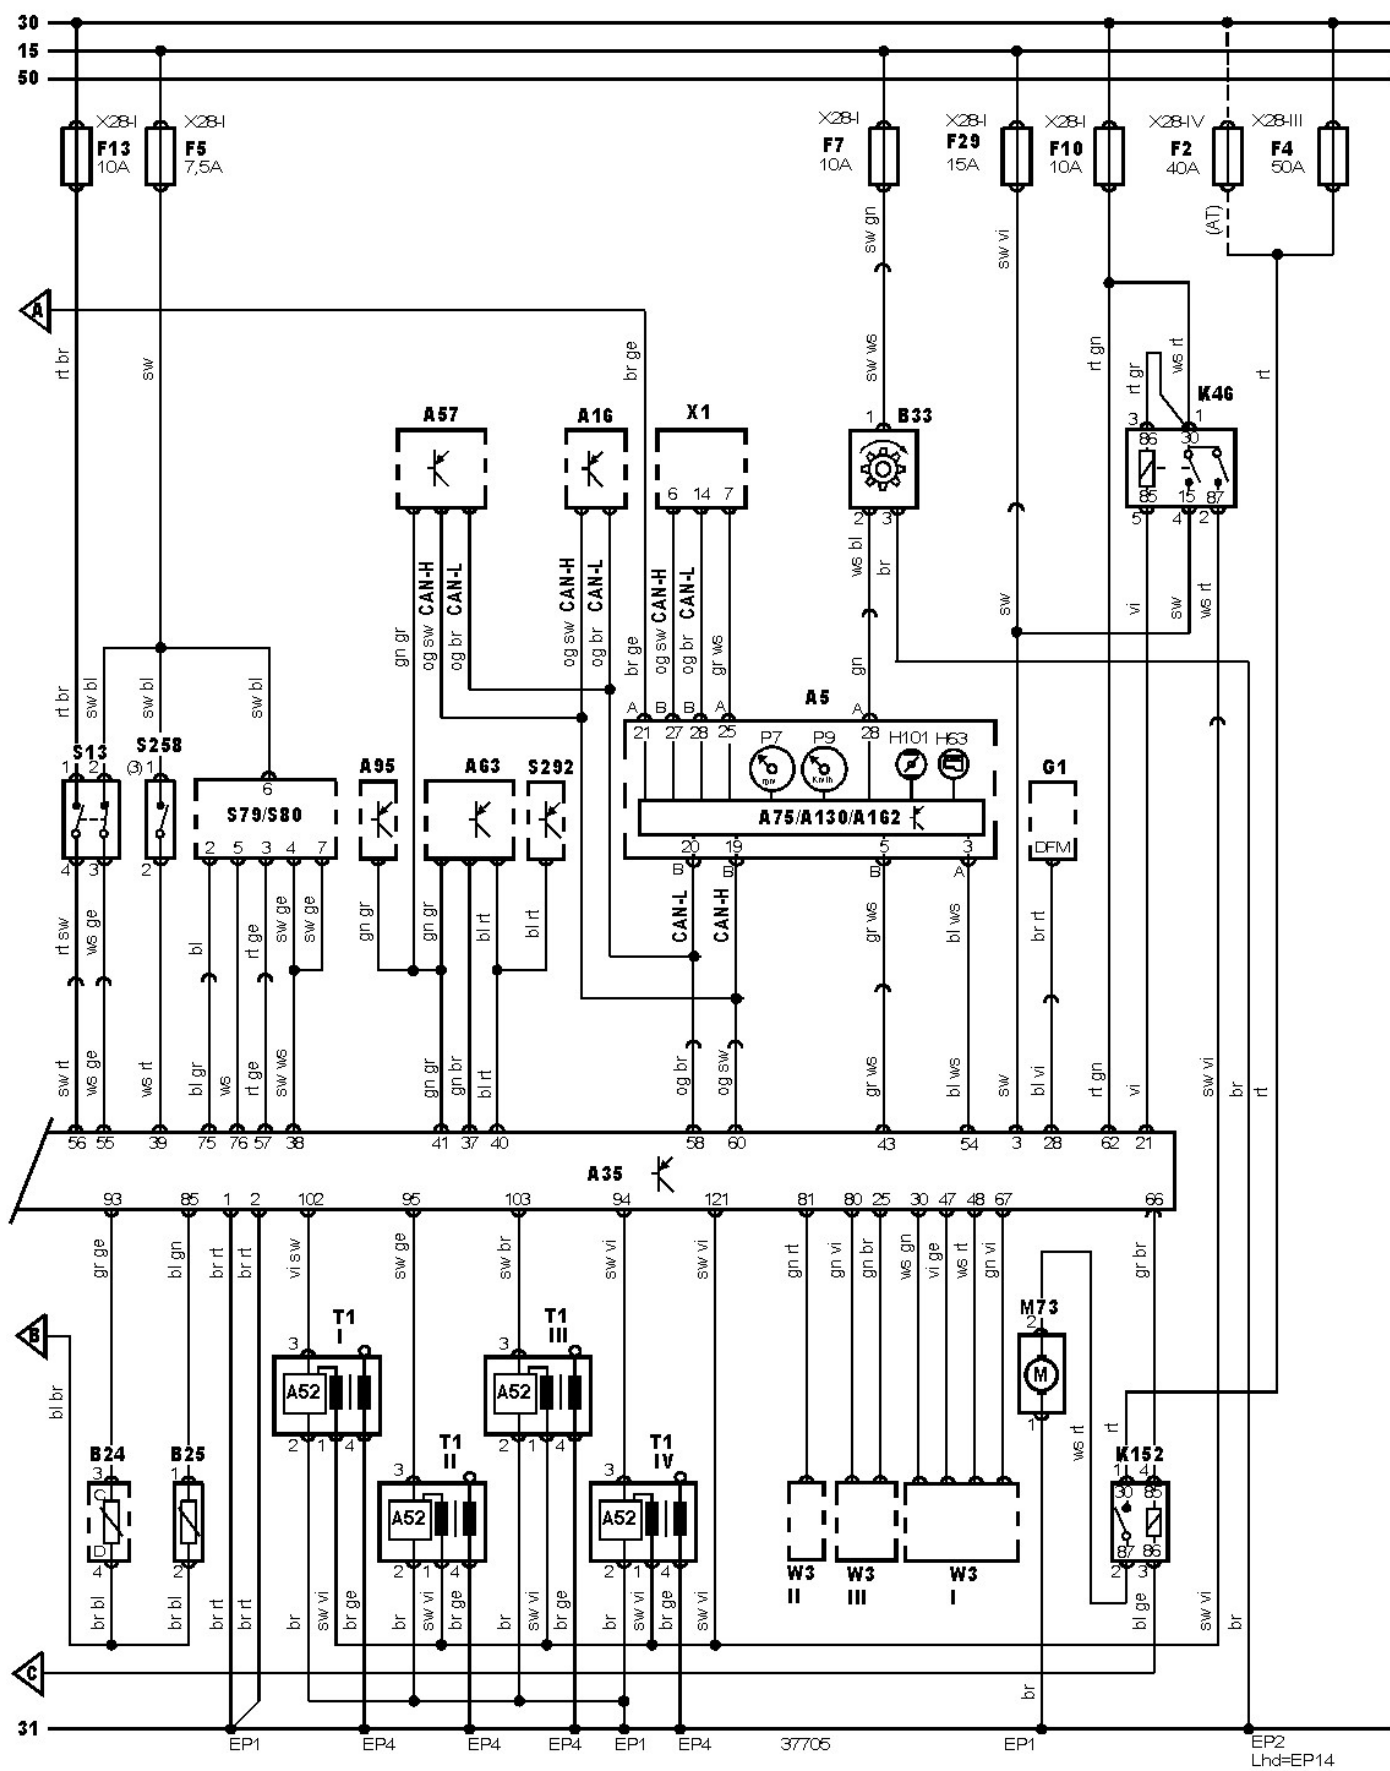 30
15
50
X28-I
F13
10A
X28-I
F5
7,5A
X28-I
F7
10A
X28-I
F29
15A
X28-I
F10
10A
X28-IV
F2
40A
X28-III
F4
50A
(AT)
sw gn
sw vi
A
rt br
sw
br ge
sw ws
rt gn
rt gr
ws rt
rt
K46
3 1
86 30
85 15 87
5 4 2
A57
A16
X1
6 14 7
1 B33
2 3
CAN-H
CAN-L
CAN-H
CAN-L
CAN-H
CAN-L
gn gr
og sw
og br
og sw
og br
br ge
og sw
og br
gr ws
ws bl
br
gn
sw
vi
sw
ws rt
rt br
sw bl
sw bl
sw bl
S13
1 2
4 3
S258
(3) 1
2
6
S79/S80
2 5 3 4 7
A95
A63
S292
A5
A B B A A
21 27 28 25 28
P7
rpm
P9
Km/h
H101
H63
A75/A130/A162
20 19 5 3
B B B A
G1
DFM
rt sw
ws ge
bl
rt ge
sw ge
sw ge
gn gr
gn gr
bl rt
bl rt
CAN-L
CAN-H
gr ws
bl ws
br rt
sw rt
ws ge
ws rt
bl gr
ws
rt ge
sw ws
gn gr
gn br
bl rt
og br
og sw
gr ws
bl ws
sw
bl vi
rt gn
vi
sw vi
br
rt
56 55 39 75 76 57 38 41 37 40 58 60 43 54 3 28 62 21
A35
93 85 1 2 102 95 103 94 121 81 80 25 30 47 48 67 66
gr ge
bl gn
br rt
br rt
vi sw
sw ge
sw br
sw vi
sw vi
gn rt
gn vi
gn br
ws gn
vi ge
ws rt
gn vi
gr br
B
bl br
T1
I
3
A52
2 1 4
T1
III
3
A52
2 1 4
M73
2
M
1
ws rt
rt
B24
3
C
D
4
B25
1
2
T1
II
3
A52
2 1 4
T1
IV
3
A52
2 1 4
W3
II
W3
III
W3
I
K152
1 4
30 85
87 86
2 3
br bl
br bl
br rt
br rt
br
sw vi
br ge
br
sw vi
br ge
br
sw vi
br ge
br
sw vi
br ge
sw vi
bl ge
sw vi
br
C
br
31
EP1
EP4
EP4
EP4
EP1
EP4
37705
EP1
EP2
Lhd=EP14